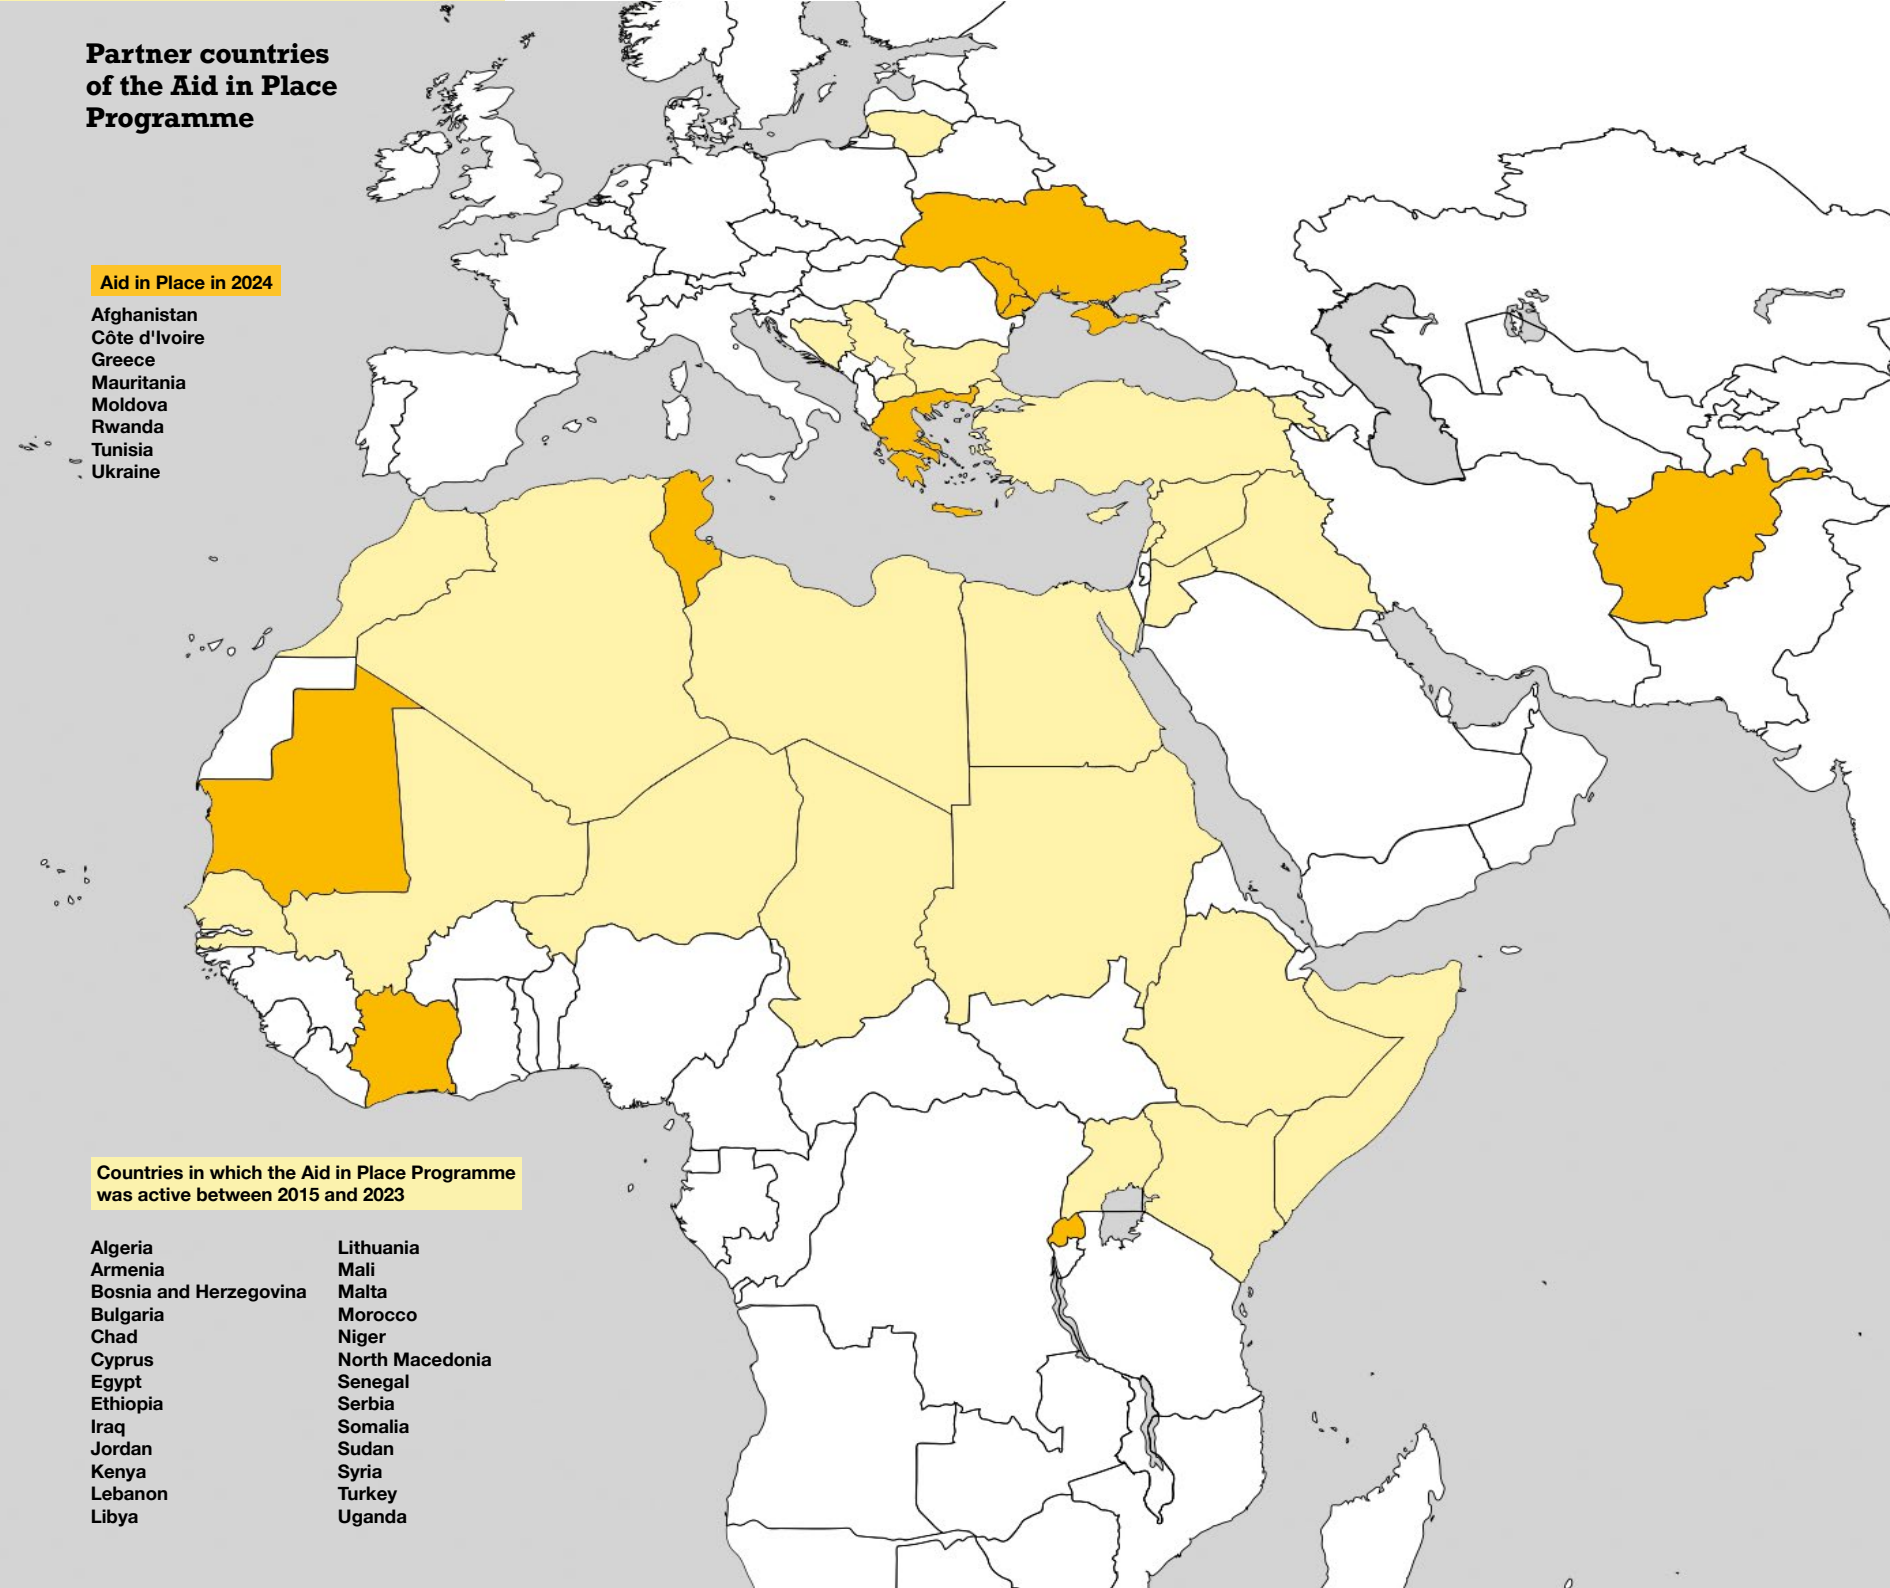 Partner countries
of the Aid in Place
Programme
Aid in Place in 2024
Afghanistan
Côte d'Ivoire
Greece
Mauritania
Moldova
Rwanda
Tunisia
Ukraine
Countries in which the Aid in Place Programme
was active between 2015 and 2023
Algeria
Armenia
Bosnia and Herzegovina
Bulgaria
Chad
Cyprus
Egypt
Ethiopia
Iraq
Jordan
Kenya
Lebanon
Libya
Lithuania
Mali
Malta
Morocco
Niger
North Macedonia
Senegal
Serbia
Somalia
Sudan
Syria
Turkey
Uganda